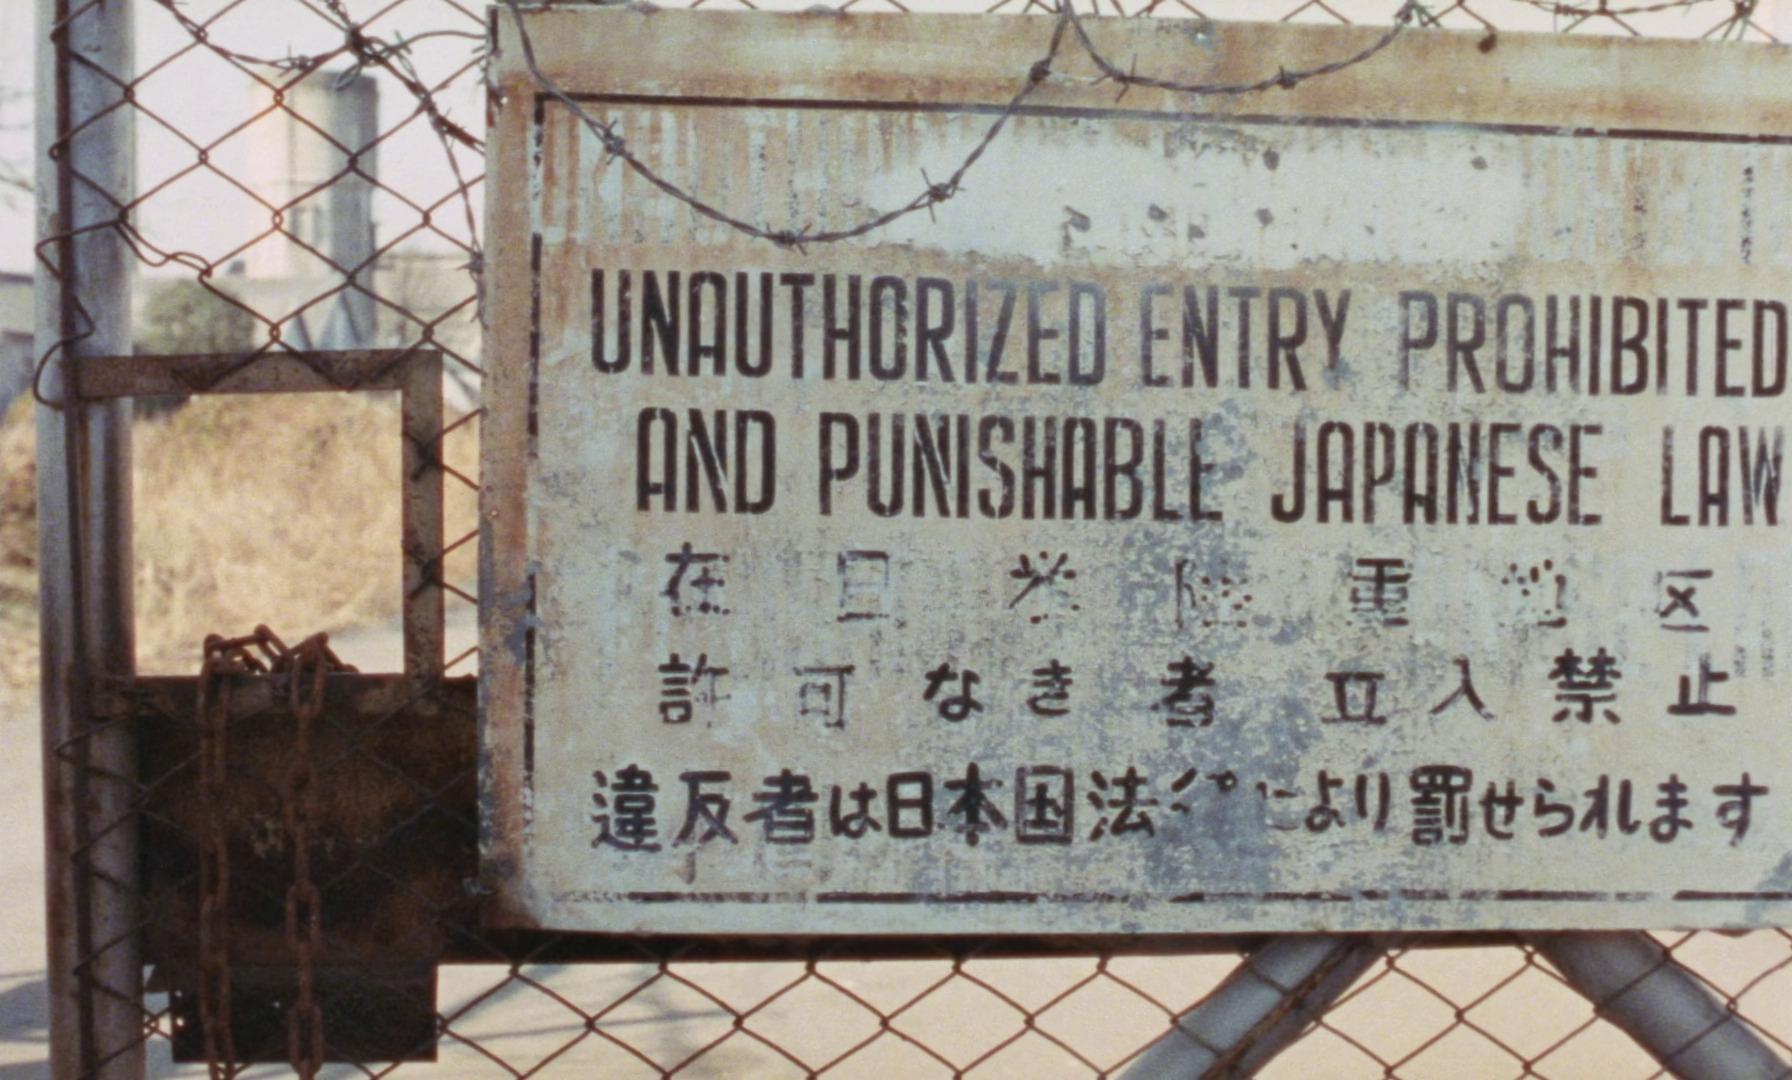 UNAUTHORIZED ENTRY PROHIBITED
AND PUNISHABLE JAPANESE LAW
在日米陸軍地区
許可なき者立入禁止
違反者は日本国法により罰せられます